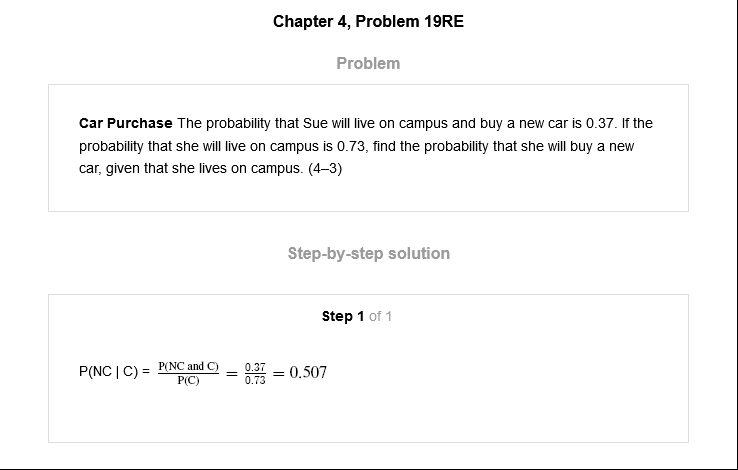 Chapter 4, Problem 19RE
Problem
Car Purchase The probability that Sue will live on campus and buy a new car is 0.37. If the
probability that she will live on campus is 0.73, find the probability that she will buy a new
car, given that she lives on campus. (4–3)
Step-by-step solution
Step 1 of 1
P(NC | C) = P(NC and C)/P(C) = 0.37/0.73 = 0.507